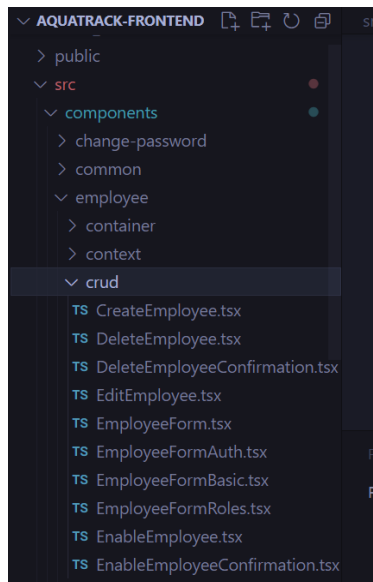 AQUATRACK-FRONTEND
public
src
components
change-password
common
employee
container
context
crud
TS CreateEmployee.tsx
TS DeleteEmployee.tsx
TS DeleteEmployeeConfirmation.tsx
TS EditEmployee.tsx
TS EmployeeForm.tsx
TS EmployeeFormAuth.tsx
TS EmployeeFormBasic.tsx
TS EmployeeFormRoles.tsx
TS EnableEmployee.tsx
TS EnableEmployeeConfirmation.tsx